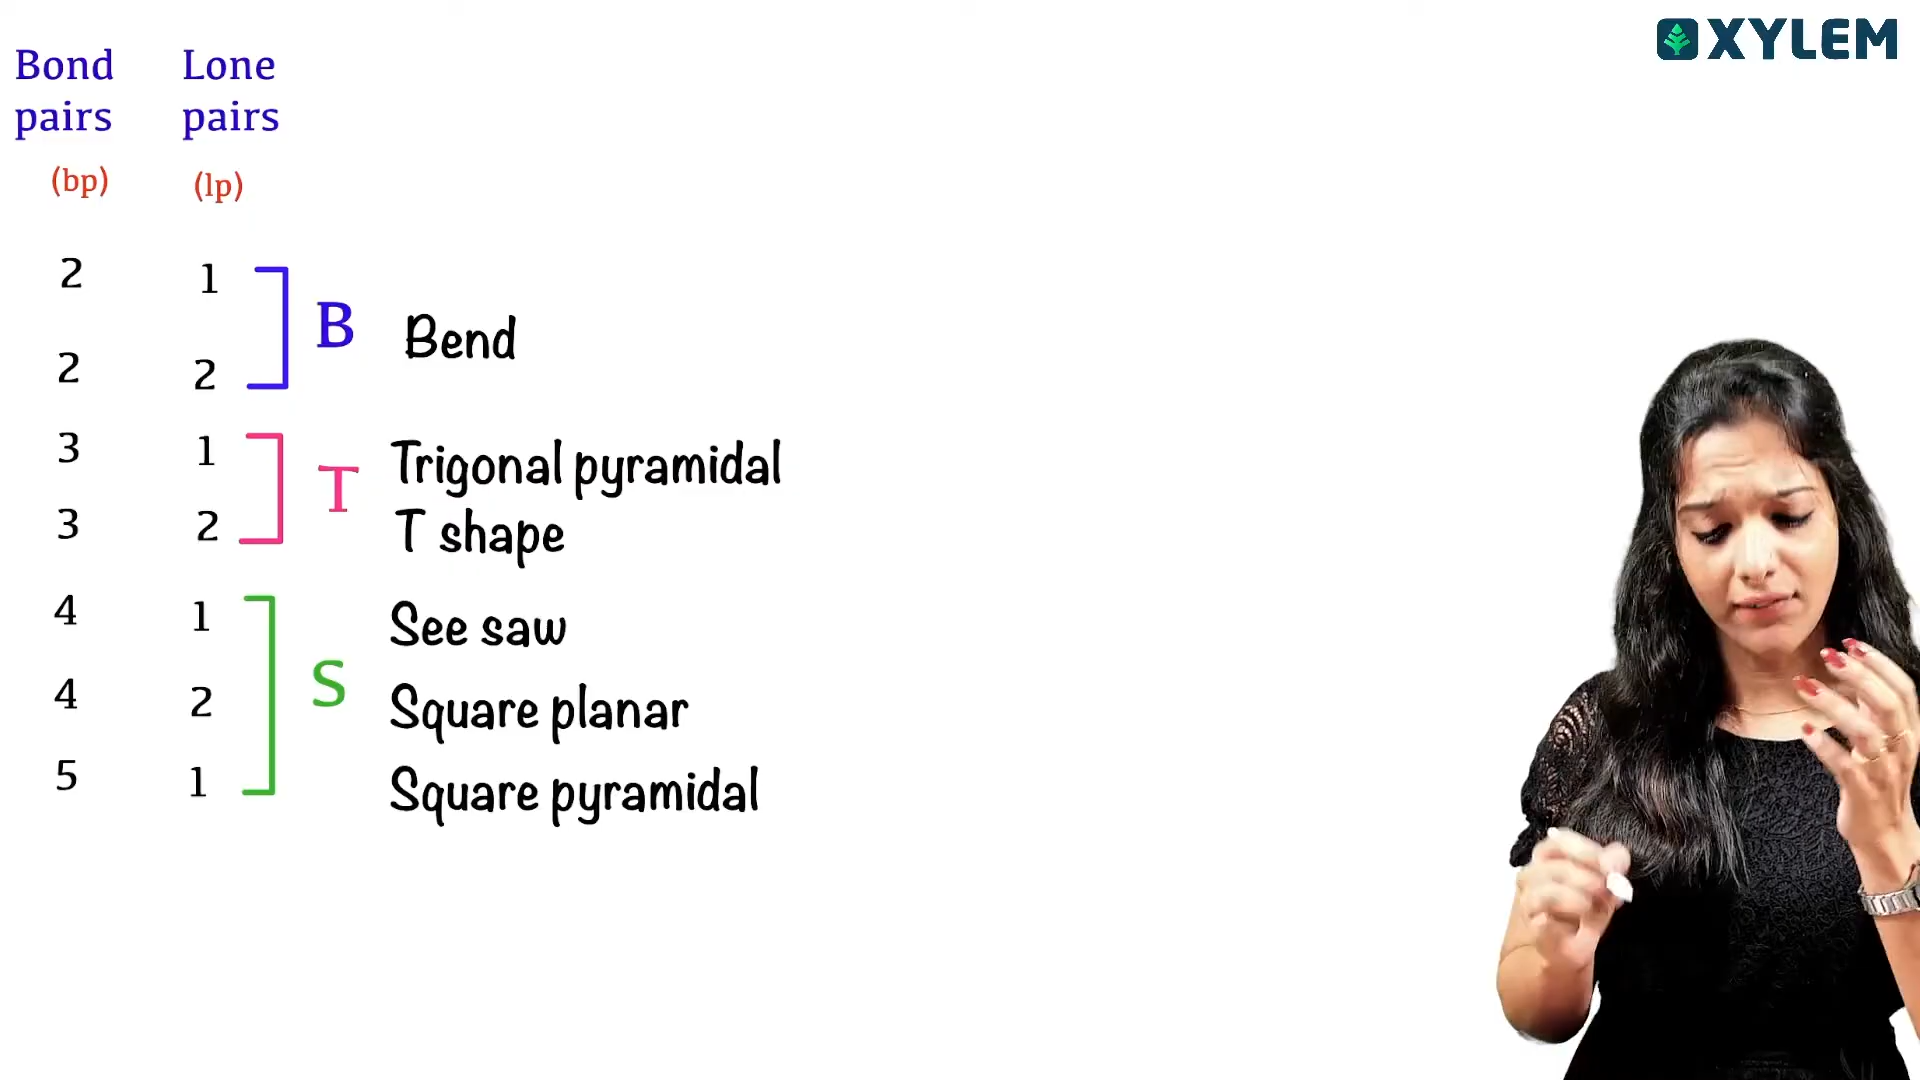 XYLEM
Bond Lone
pairs pairs
(bp) (lp)
2 1
B Bend
2 2
3 1 Trigonal pyramidal
T
3 2 T shape
4 1 See saw
S
4 2 Square planar
5 1 Square pyramidal